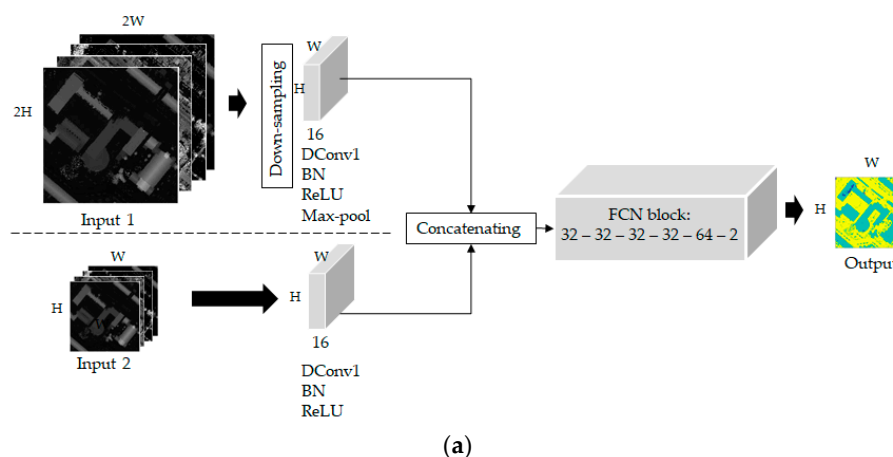 2W
2H
Input 1
Down-sampling
W
H
16
DConv1
BN
ReLU
Max-pool
W
H
Input 2
W
H
16
DConv1
BN
ReLU
Concatenating
FCN block:
32 – 32 – 32 – 32 – 64 – 2
W
H
Output
(a)